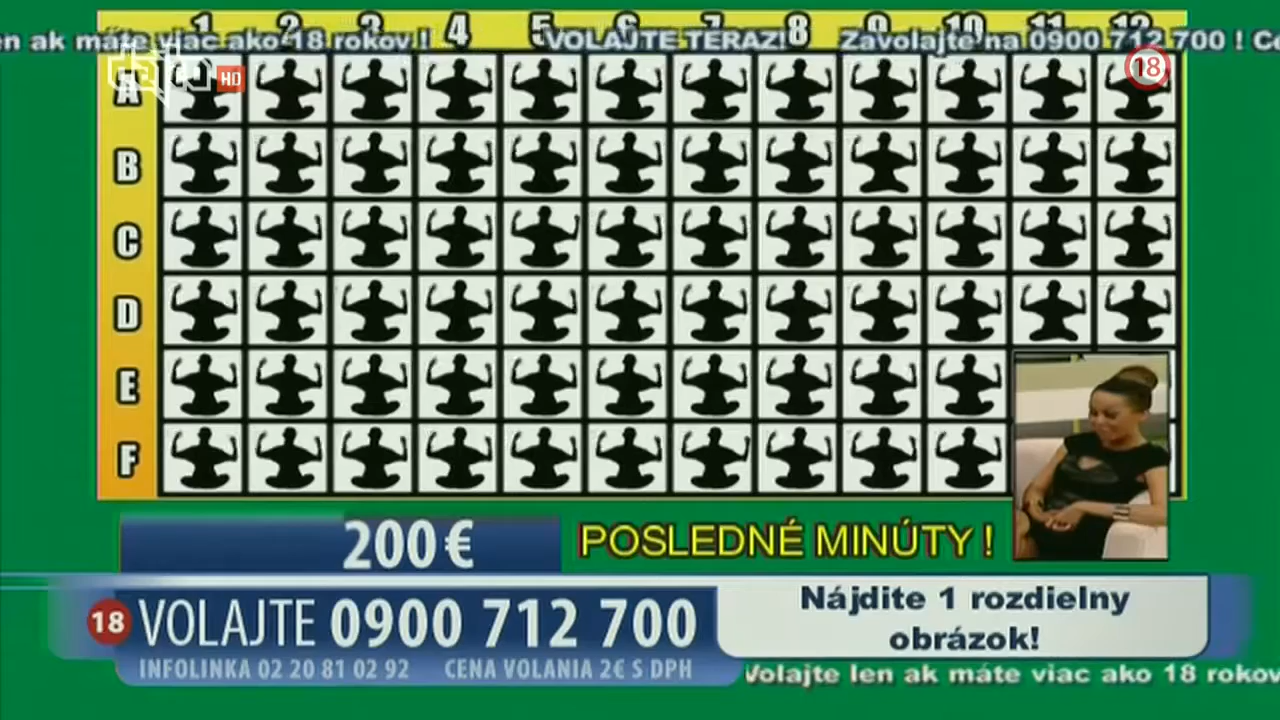 1 2 3 4 5 6 7 8 9 10 11 12
en ak máte viac ako 18 rokov ! VOLAJTE TERAZ! Zavolajte na 0900 712 700 !
HD
18
A
B
C
D
E
F
200 €
POSLEDNÉ MINÚTY !
18 VOLAJTE 0900 712 700
Nájdite 1 rozdielny
obrázok!
INFOLINKA 02 20 81 02 92 CENA VOLANIA 2€ S DPH
Volajte len ak máte viac ako 18 rokov